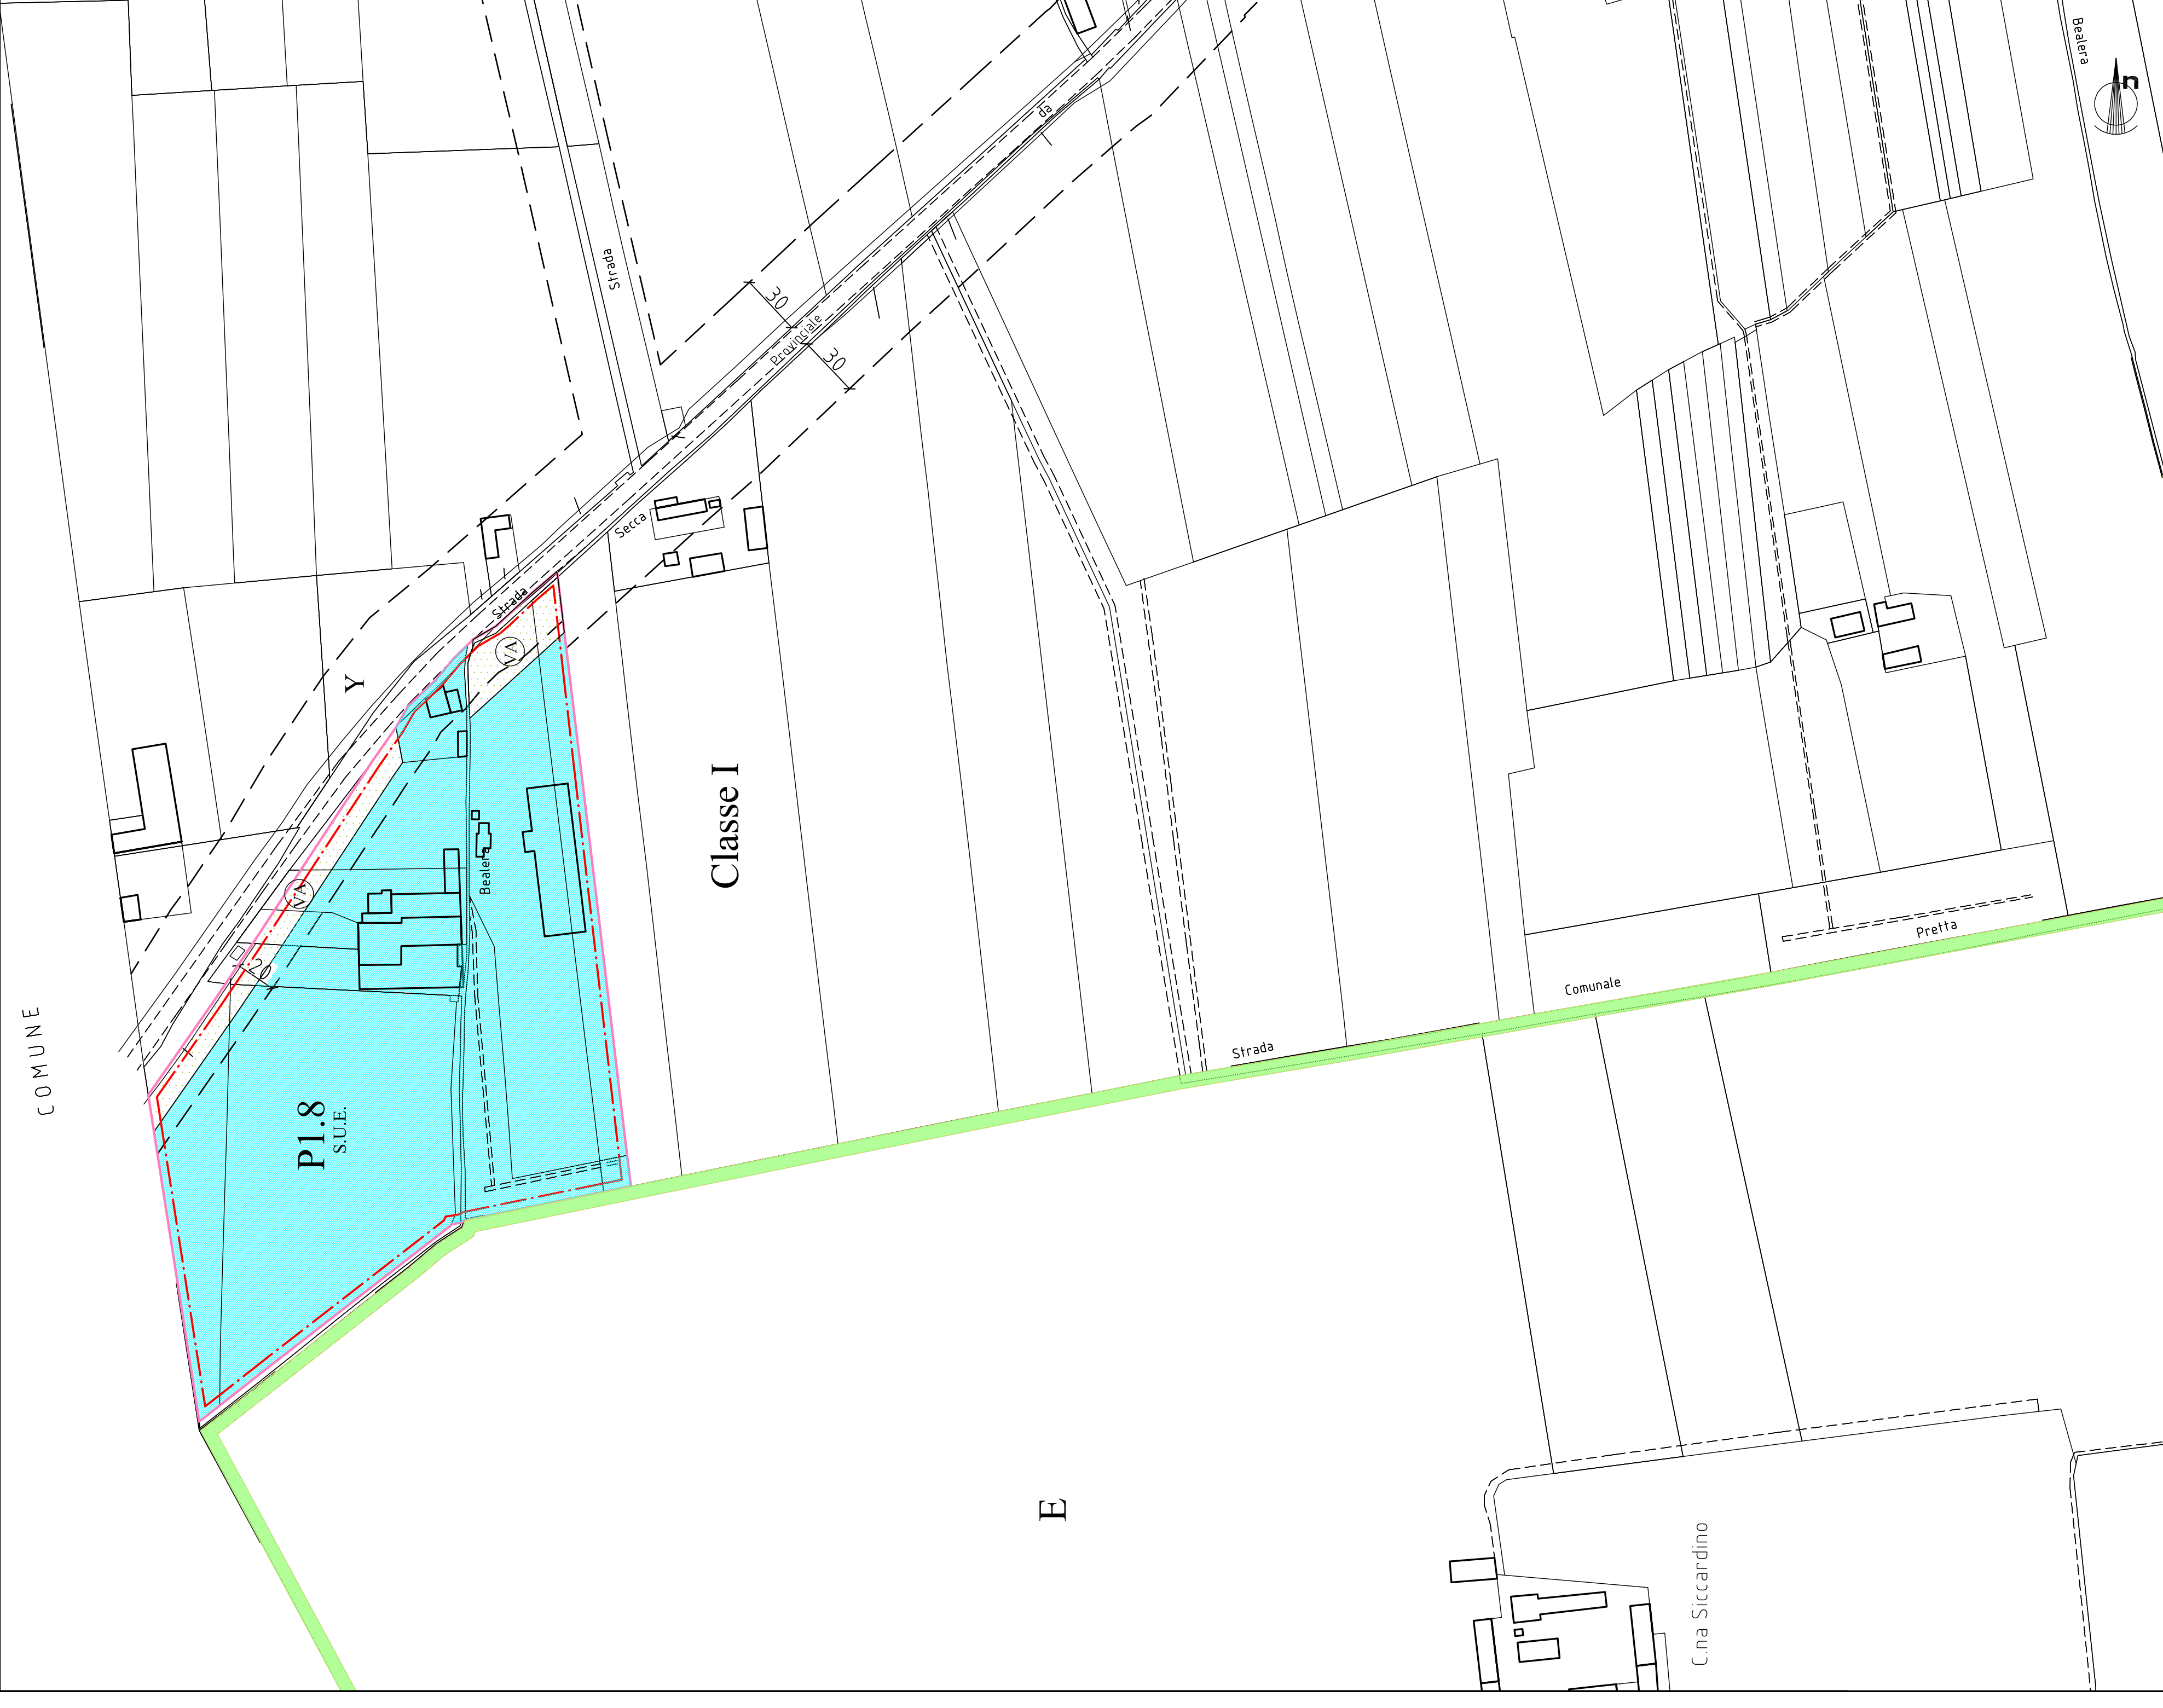 Bealera
n
da
Strada
30
Provinciale
30
Secca
Strada
VA
Y
Classe I
Bealera
VA
20
Pretta
Comunale
COMUNE
Strada
P1.8
S.U.E.
E
C.na Siccardino